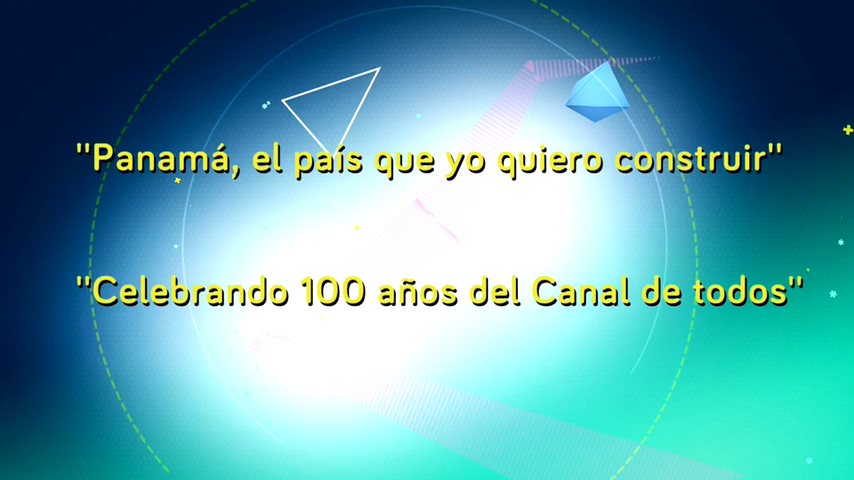 "Panamá, el país que yo quiero construir"
"Celebrando 100 años del Canal de todos"